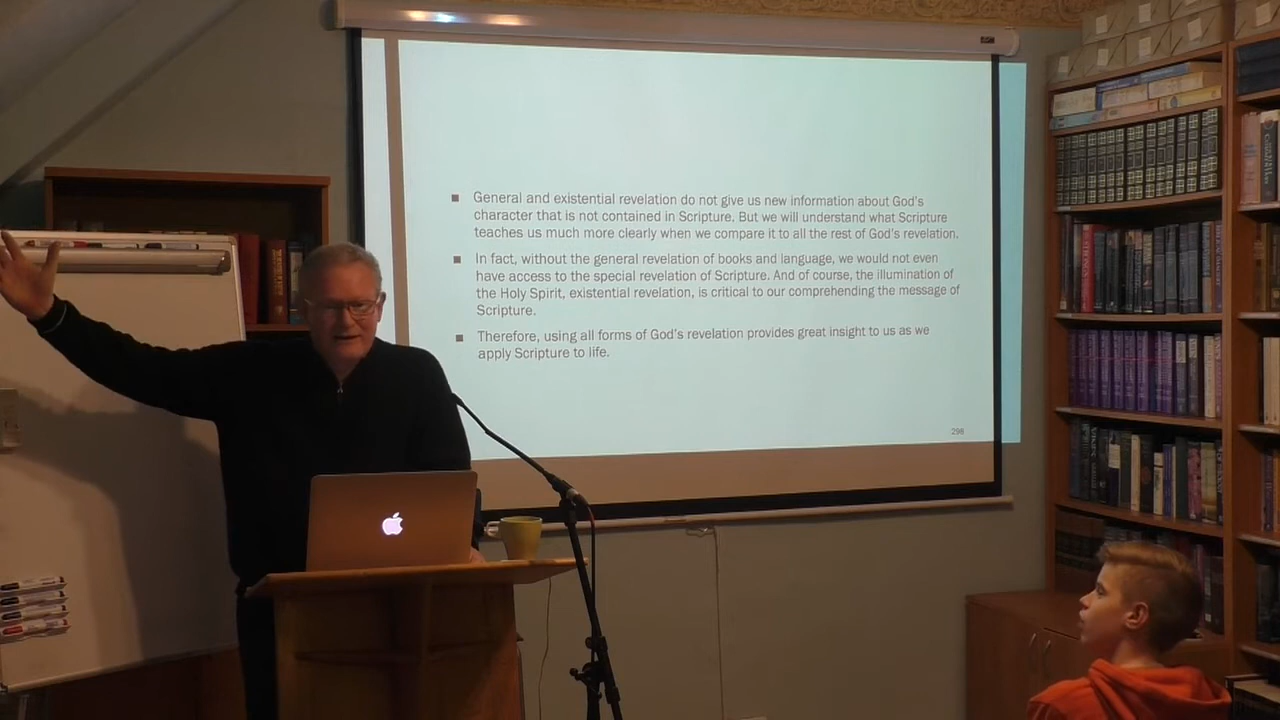 General and existential revelation do not give us new information about God's
character that is not contained in Scripture. But we will understand what Scripture
teaches us much more clearly when we compare it to all the rest of God's revelation.
In fact, without the general revelation of books and language, we would not even
have access to the special revelation of Scripture. And of course, the illumination of
the Holy Spirit, existential revelation, is critical to our comprehending the message of
Scripture.
Therefore, using all forms of God's revelation provides great insight to us as we
apply Scripture to life.
298